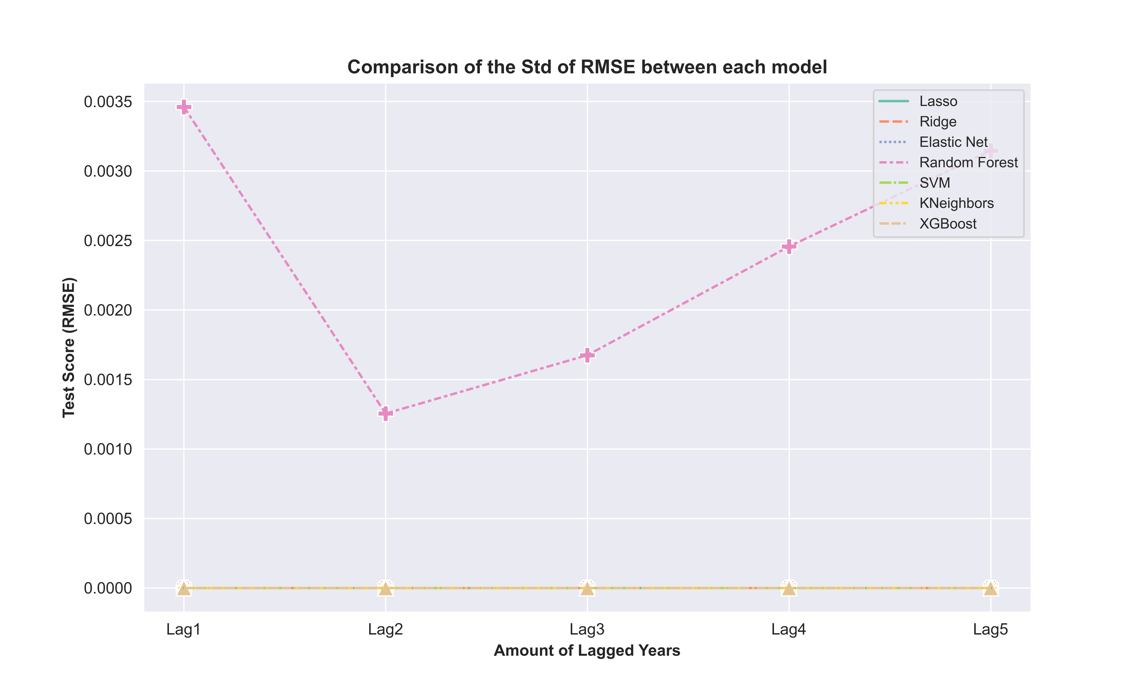 Comparison of the Std of RMSE between each model
Test Score (RMSE)
0.0035
0.0030
0.0025
0.0020
0.0015
0.0010
0.0005
0.0000
Lasso
Ridge
Elastic Net
Random Forest
SVM
KNeighbors
XGBoost
Lag1 Lag2 Lag3 Lag4 Lag5
Amount of Lagged Years